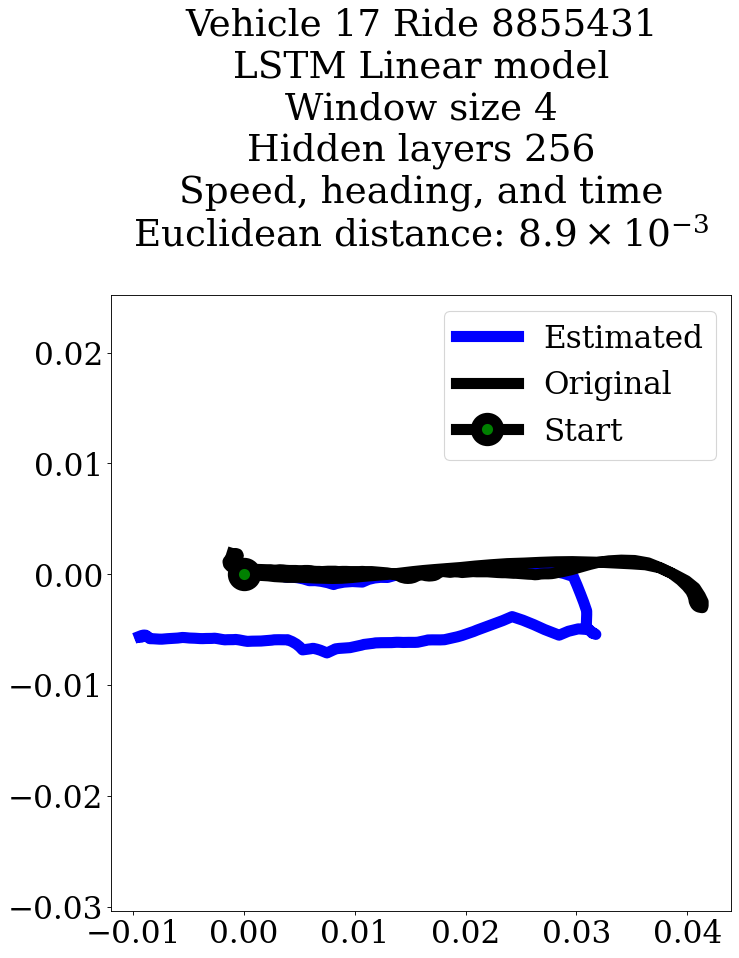 Vehicle 17 Ride 8855431
LSTM Linear model
Window size 4
Hidden layers 256
Speed, heading, and time
Euclidean distance: 8.9 × 10⁻³
Estimated
Original
Start
0.02
0.01
0.00
−0.01
−0.02
−0.03
−0.01 0.00 0.01 0.02 0.03 0.04